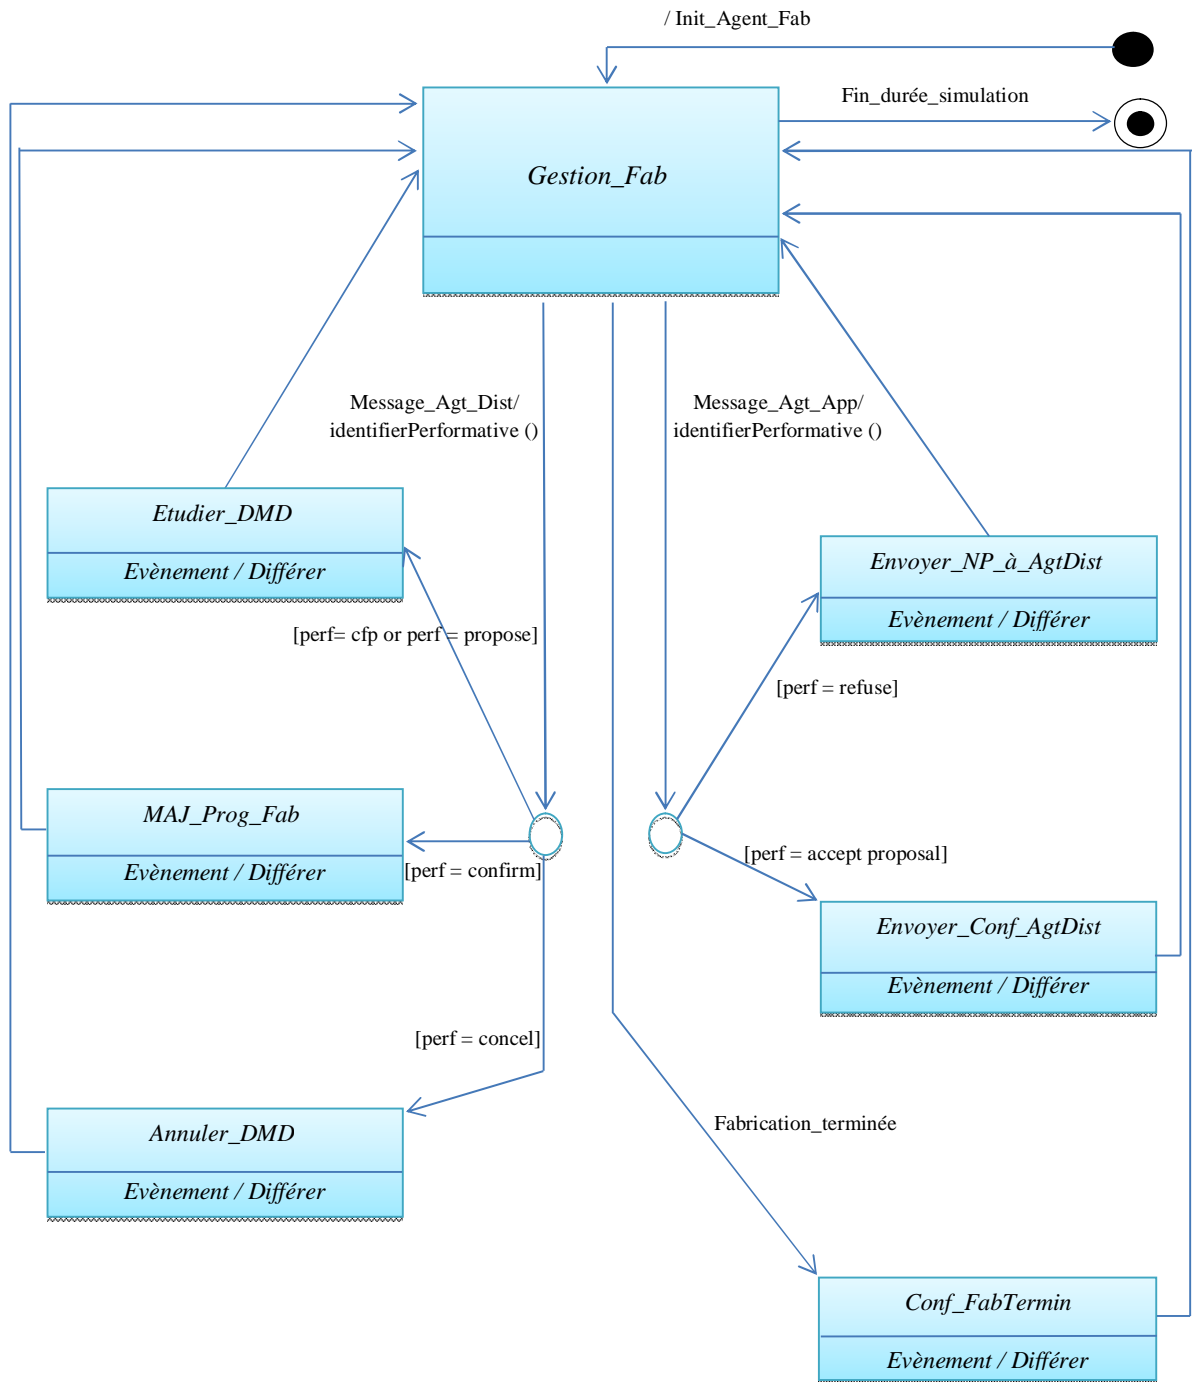 / Init_Agent_Fab
Fin_durée_simulation
Gestion_Fab
Message_Agt_Dist/
identifierPerformative ()
Message_Agt_App/
identifierPerformative ()
Etudier_DMD
Evènement / Différer
Envoyer_NP_à_AgtDist
Evènement / Différer
[perf= cfp or perf = propose]
[perf = refuse]
MAJ_Prog_Fab
Evènement / Différer
[perf = confirm]
[perf = accept proposal]
Envoyer_Conf_AgtDist
Evènement / Différer
[perf = concel]
Fabrication_terminée
Annuler_DMD
Evènement / Différer
Conf_FabTermin
Evènement / Différer